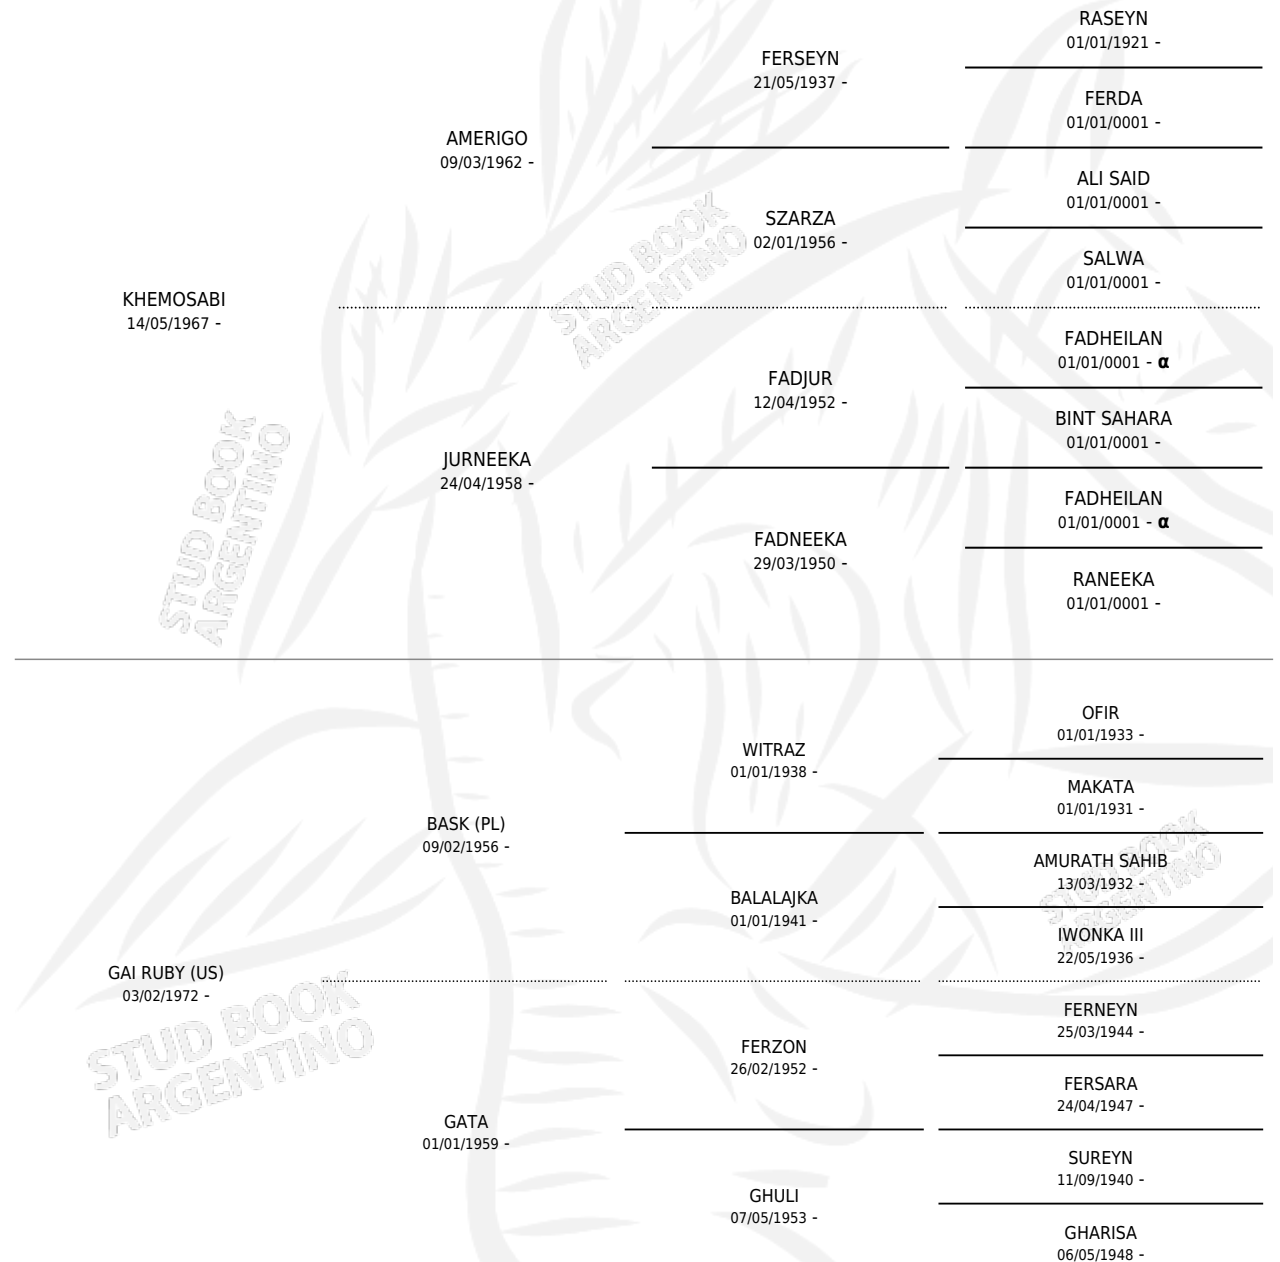 RASEYN
01/01/1921 -
FERSEYN
21/05/1937 -
FERDA
01/01/0001 -
AMERIGO
09/03/1962 -
ALI SAID
01/01/0001 -
SZARZA
02/01/1956 -
SALWA
01/01/0001 -
KHEMOSABI
14/05/1967 -
FADHEILAN
01/01/0001 - α
FADJUR
12/04/1952 -
BINT SAHARA
01/01/0001 -
JURNEEKA
24/04/1958 -
FADHEILAN
01/01/0001 - α
FADNEEKA
29/03/1950 -
RANEEKA
01/01/0001 -
OFIR
01/01/1933 -
WITRAZ
01/01/1938 -
MAKATA
01/01/1931 -
BASK (PL)
09/02/1956 -
AMURATH SAHIB
13/03/1932 -
BALALAJKA
01/01/1941 -
IWONKA III
22/05/1936 -
GAI RUBY (US)
03/02/1972 -
FERNEYN
25/03/1944 -
FERZON
26/02/1952 -
FERSARA
24/04/1947 -
GATA
01/01/1959 -
SUREYN
11/09/1940 -
GHULI
07/05/1953 -
GHARISA
06/05/1948 -
STUD BOOK
ARGENTINO
STUD BOOK
ARGENTINO
STUD BOOK
ARGENTINO
STUD BOOK
ARGENTINO